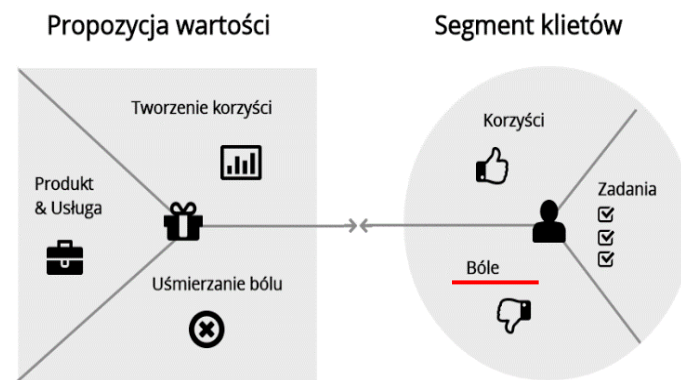 Propozycja wartości
Segment klietów
Tworzenie korzyści
Produkt
& Usługa
Uśmierzanie bólu
Korzyści
Zadania
Bóle